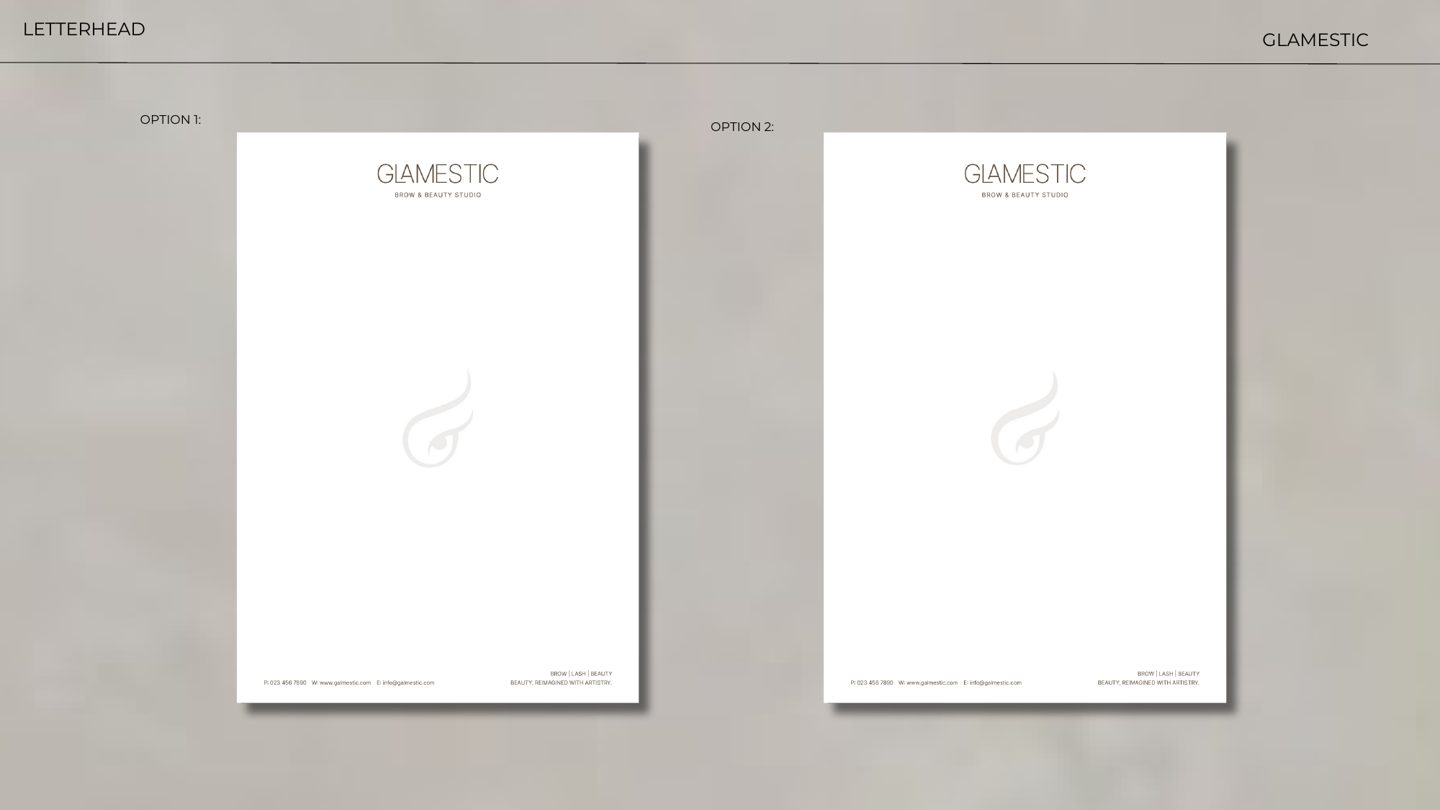 LETTERHEAD
GLAMESTIC
OPTION 1:
GLAMESTIC
BROW & BEAUTY STUDIO
BROW | LASH | BEAUTY
P: 023 456 7890 W: www.galmestic.com E: info@galmestic.com
BEAUTY, REIMAGINED WITH ARTISTRY.
OPTION 2:
GLAMESTIC
BROW & BEAUTY STUDIO
BROW | LASH | BEAUTY
P: 023 456 7890 W: www.galmestic.com E: info@galmestic.com
BEAUTY, REIMAGINED WITH ARTISTRY.